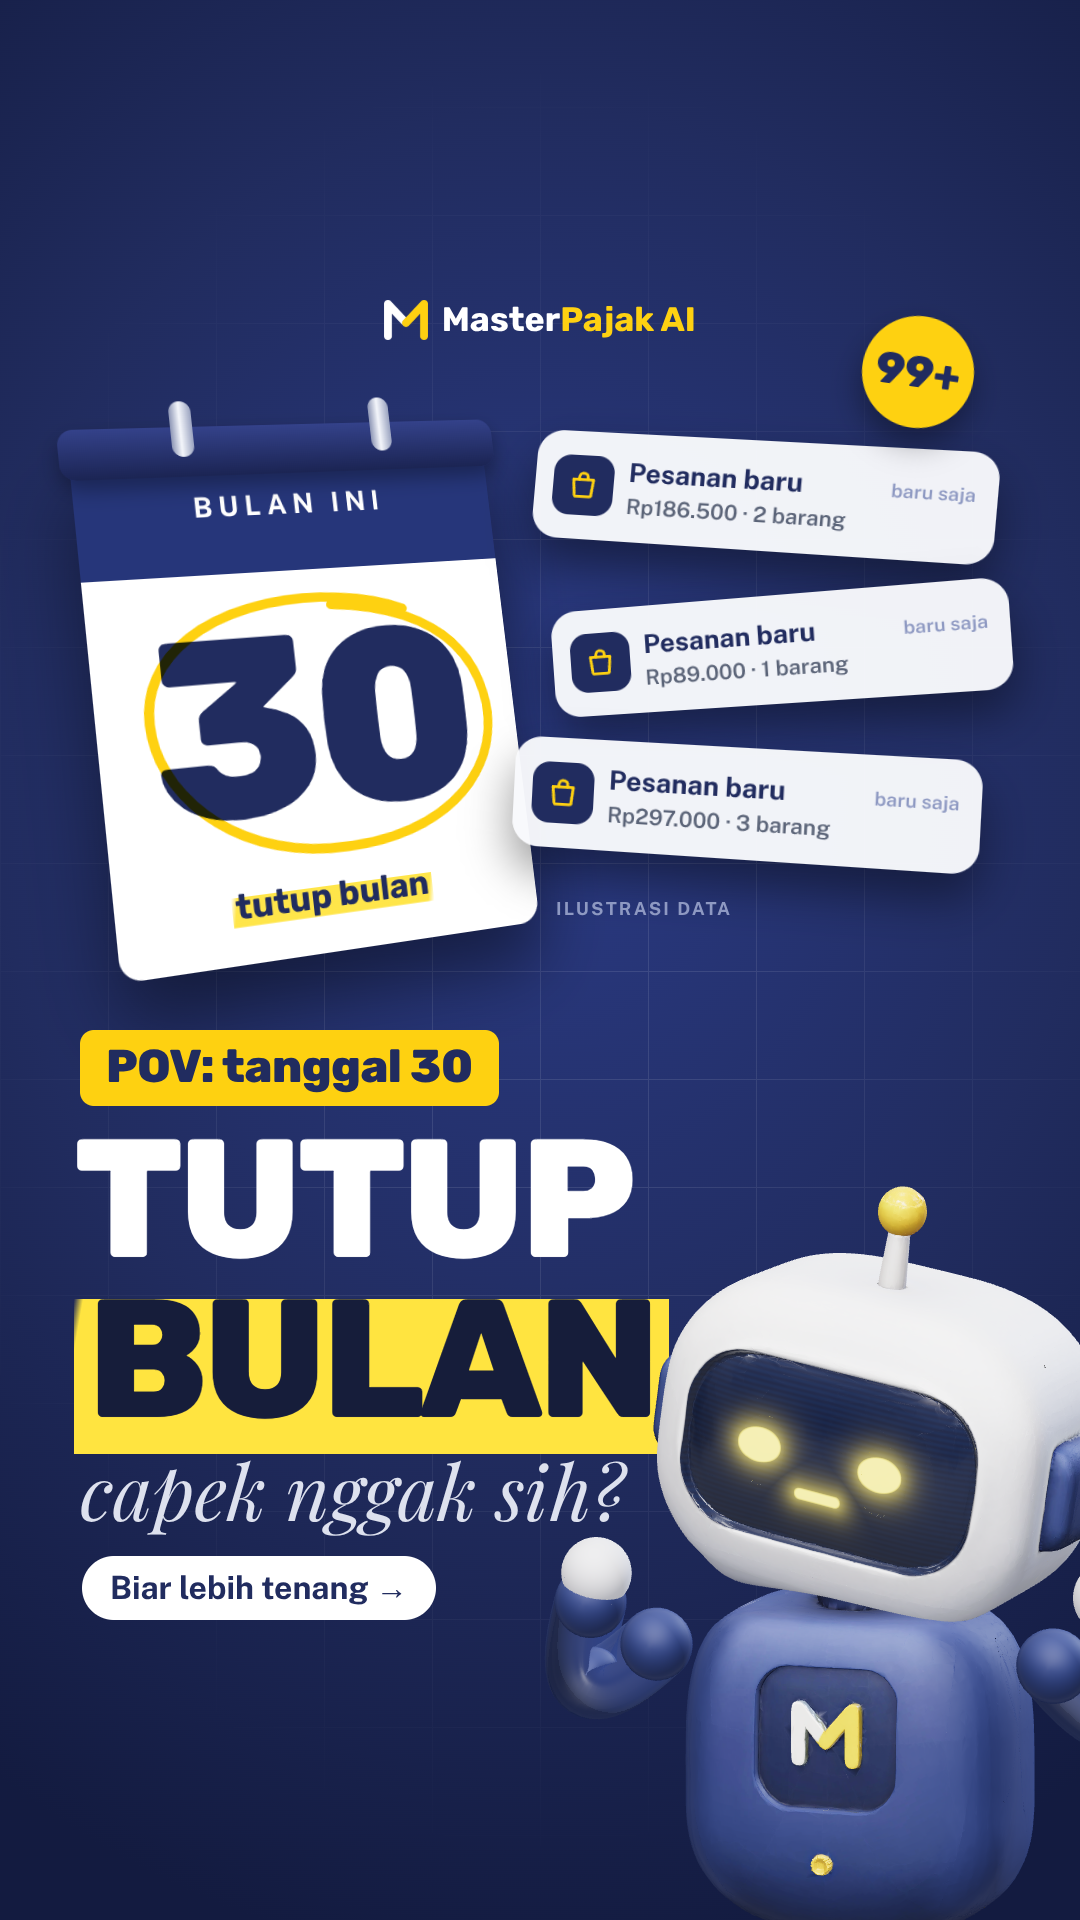 MasterPajak AI
99+
BULAN INI
30
tutup bulan
Pesanan baru
baru saja
Rp186.500 · 2 barang
Pesanan baru
baru saja
Rp89.000 · 1 barang
Pesanan baru
baru saja
Rp297.000 · 3 barang
ILUSTRASI DATA
POV: tanggal 30
TUTUP
BULAN
capek nggak sih?
Biar lebih tenang →
M